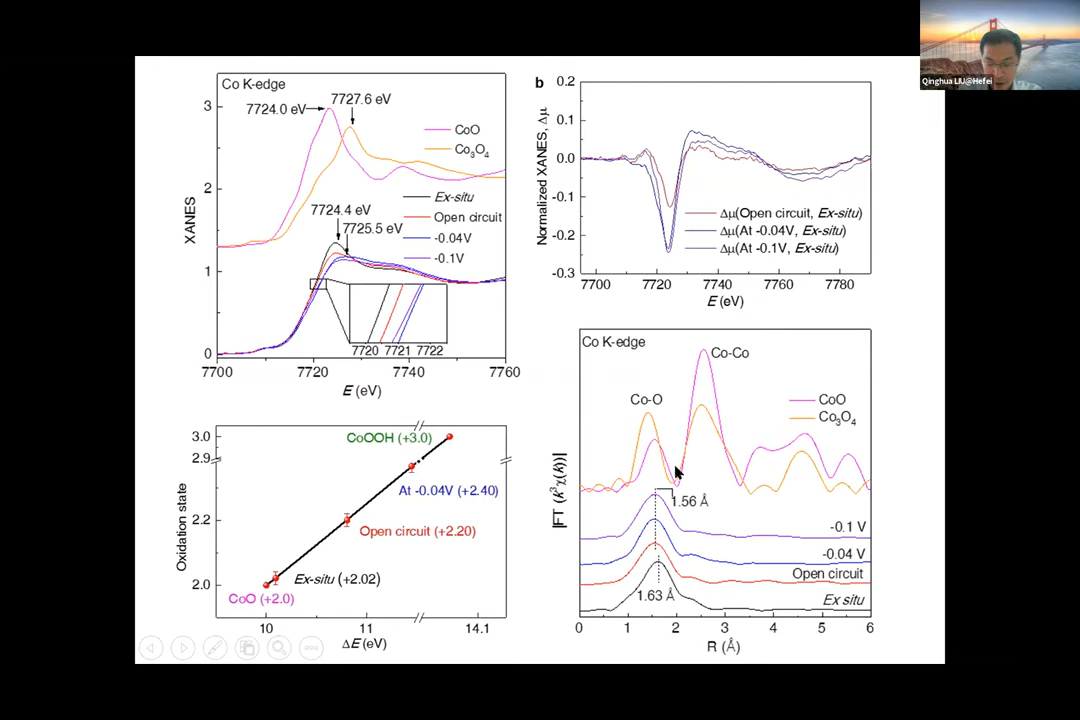 Qinghua LIU@Hefei
Co K-edge
7724.0 eV
7727.6 eV
CoO
Co₃O₄
Ex-situ
Open circuit
-0.04V
-0.1V
7724.4 eV
7725.5 eV
7720 7721 7722
XANES
3
2
1
0
7700 7720 7740 7760
E (eV)
b
0.2
0.1
0.0
-0.1
-0.2
-0.3
Normalized XANES, Δμ
Δμ(Open circuit, Ex-situ)
Δμ(At -0.04V, Ex-situ)
Δμ(At -0.1V, Ex-situ)
7700 7720 7740 7760 7780
E (eV)
3.0
2.9
2.2
2.0
Oxidation state
CoOOH (+3.0)
At -0.04V (+2.40)
Open circuit (+2.20)
Ex-situ (+2.02)
CoO (+2.0)
10 11 14.1
ΔE (eV)
Co K-edge
Co-Co
Co-O
CoO
Co₃O₄
|FT (k³χ(k))|
1.56 Å
-0.1 V
-0.04 V
Open circuit
1.63 Å
Ex situ
0 1 2 3 4 5 6
R (Å)